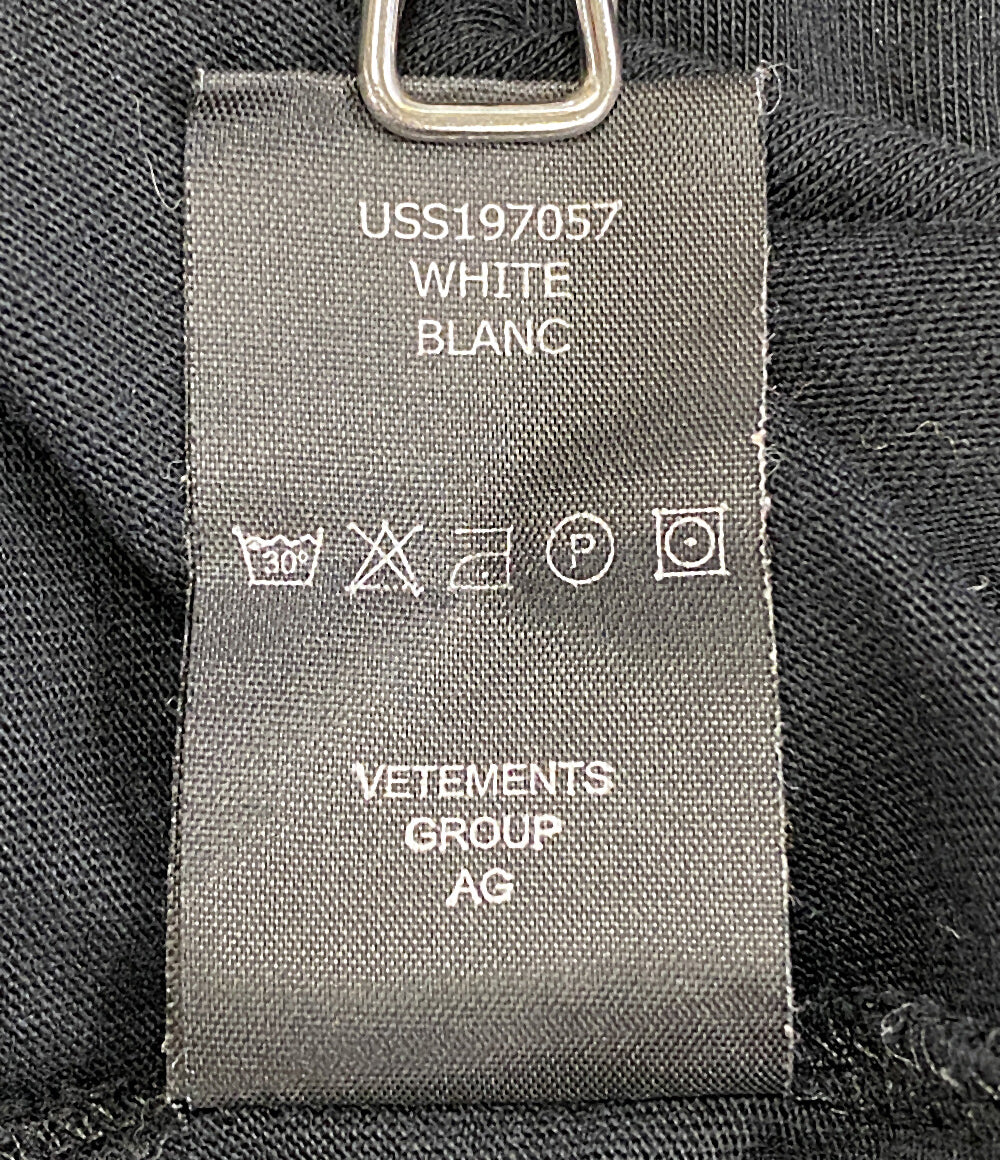 USS197057
WHITE
BLANC
30°
P
VETEMENTS
GROUP
AG